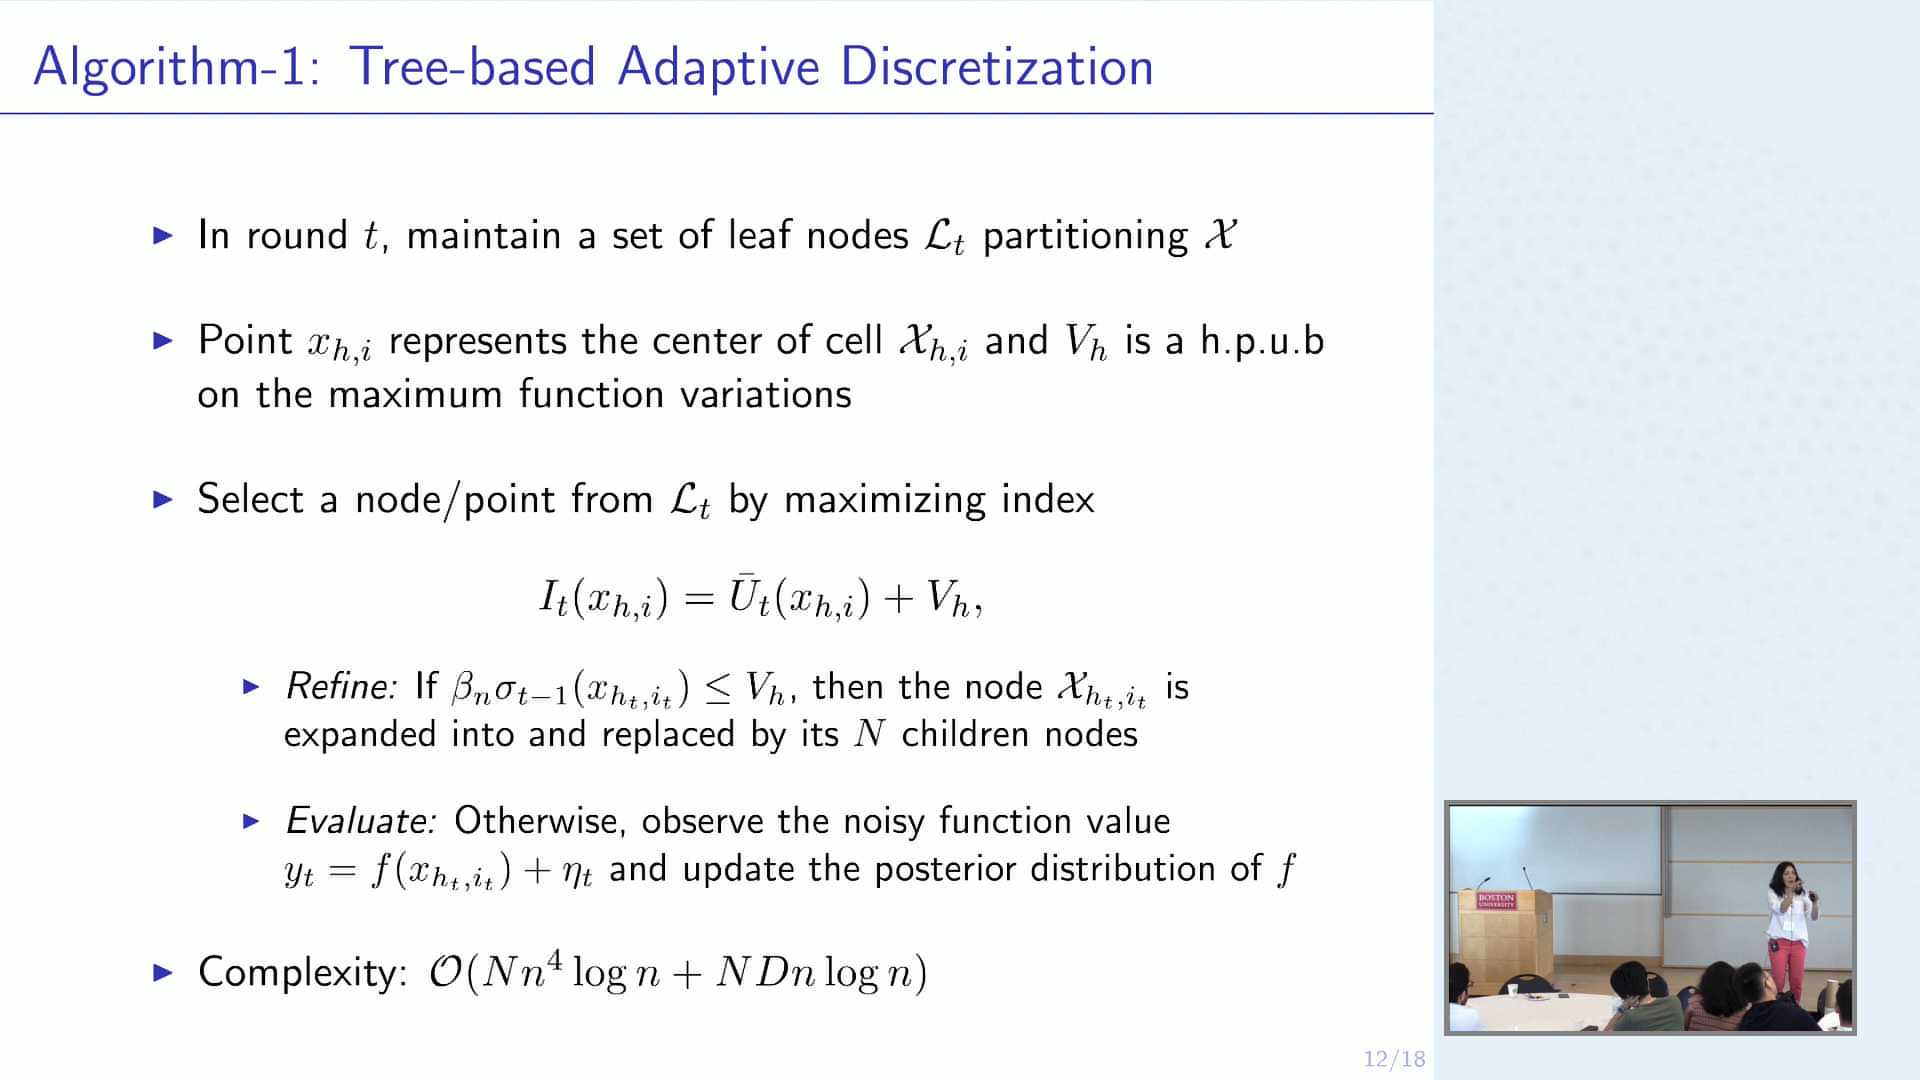 Algorithm-1: Tree-based Adaptive Discretization
▶ In round t, maintain a set of leaf nodes ℒ_t partitioning 𝒳
▶ Point x_{h,i} represents the center of cell 𝒳_{h,i} and V_h is a h.p.u.b
on the maximum function variations
▶ Select a node/point from ℒ_t by maximizing index
I_t(x_{h,i}) = Ū_t(x_{h,i}) + V_h,
▶ Refine: If β_nσ_{t−1}(x_{h_t,i_t}) ≤ V_h, then the node 𝒳_{h_t,i_t} is
expanded into and replaced by its N children nodes
▶ Evaluate: Otherwise, observe the noisy function value
y_t = f(x_{h_t,i_t}) + η_t and update the posterior distribution of f
▶ Complexity: 𝒪(Nn⁴ log n + NDn log n)
12/18
BOSTON
UNIVERSITY